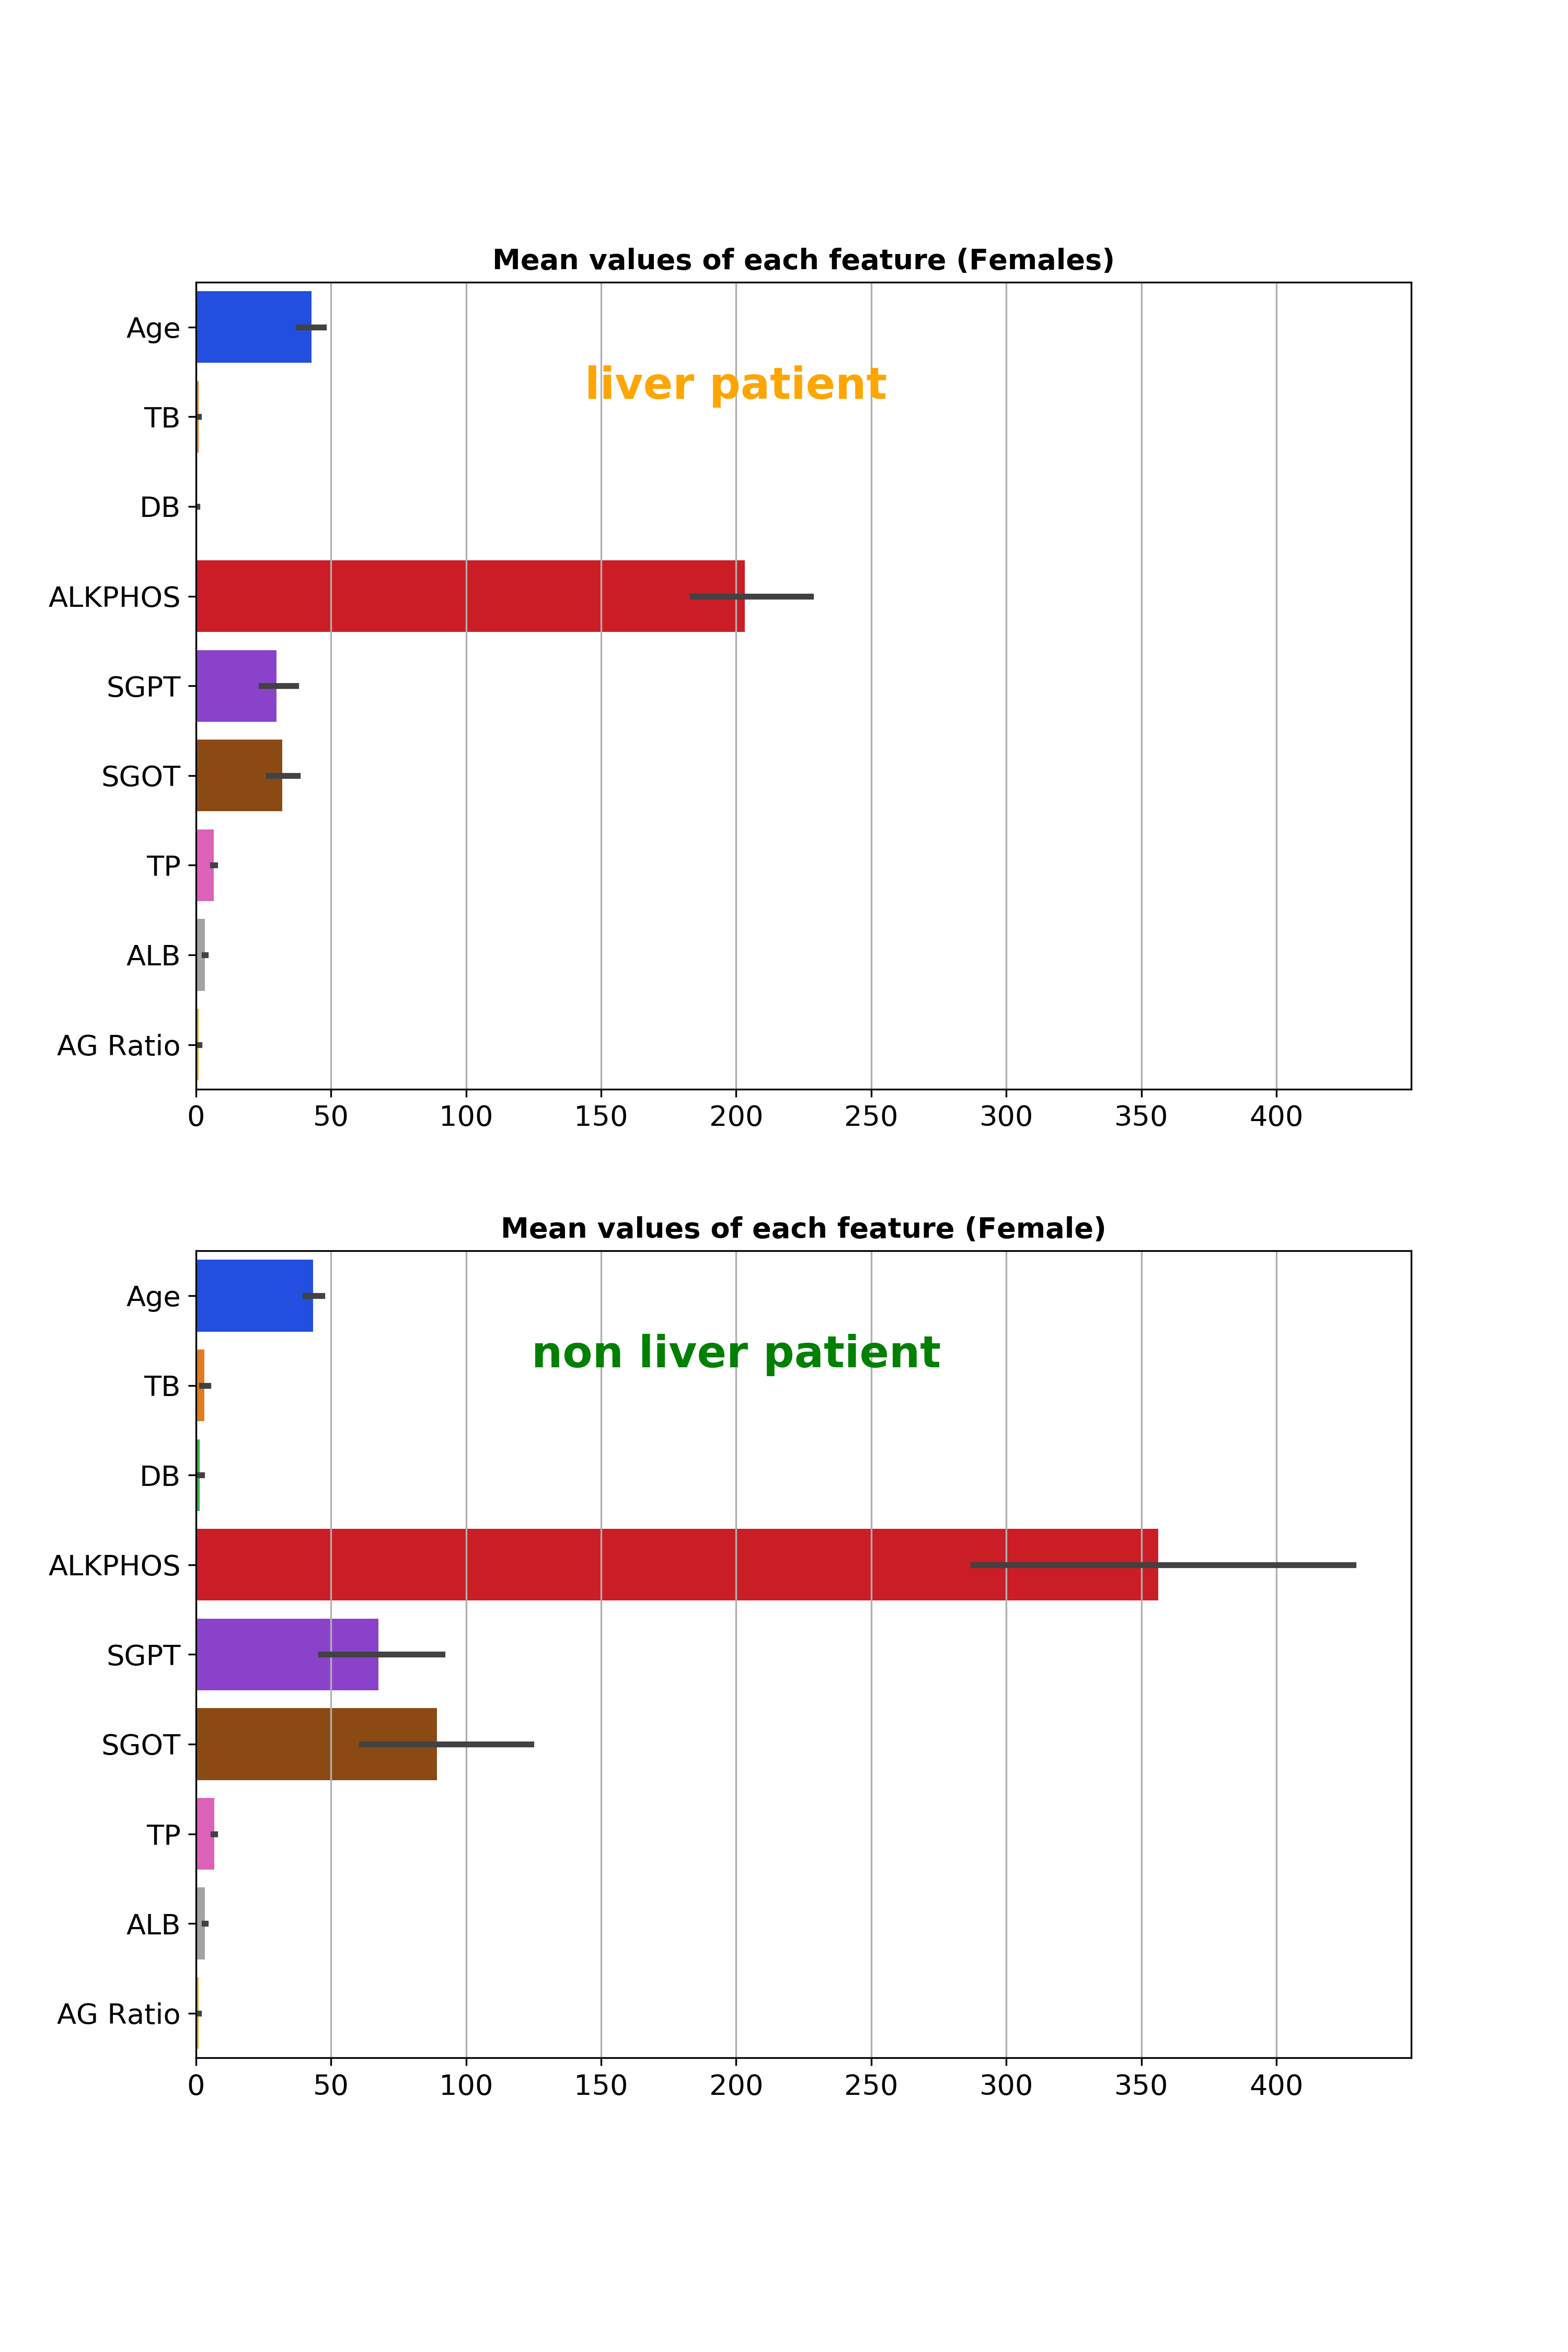 Mean values of each feature (Females)
liver patient
Age
TB
DB
ALKPHOS
SGPT
SGOT
TP
ALB
AG Ratio
0 50 100 150 200 250 300 350 400
Mean values of each feature (Female)
non liver patient
Age
TB
DB
ALKPHOS
SGPT
SGOT
TP
ALB
AG Ratio
0 50 100 150 200 250 300 350 400